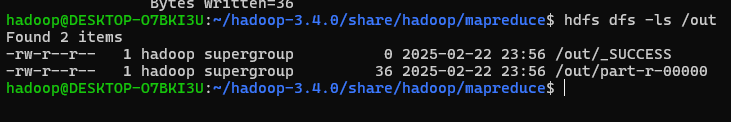 Bytes Written=36
hadoop@DESKTOP-O7BKI3U:~/hadoop-3.4.0/share/hadoop/mapreduce$ hdfs dfs -ls /out
Found 2 items
-rw-r--r--   1 hadoop supergroup          0 2025-02-22 23:56 /out/_SUCCESS
-rw-r--r--   1 hadoop supergroup         36 2025-02-22 23:56 /out/part-r-00000
hadoop@DESKTOP-O7BKI3U:~/hadoop-3.4.0/share/hadoop/mapreduce$